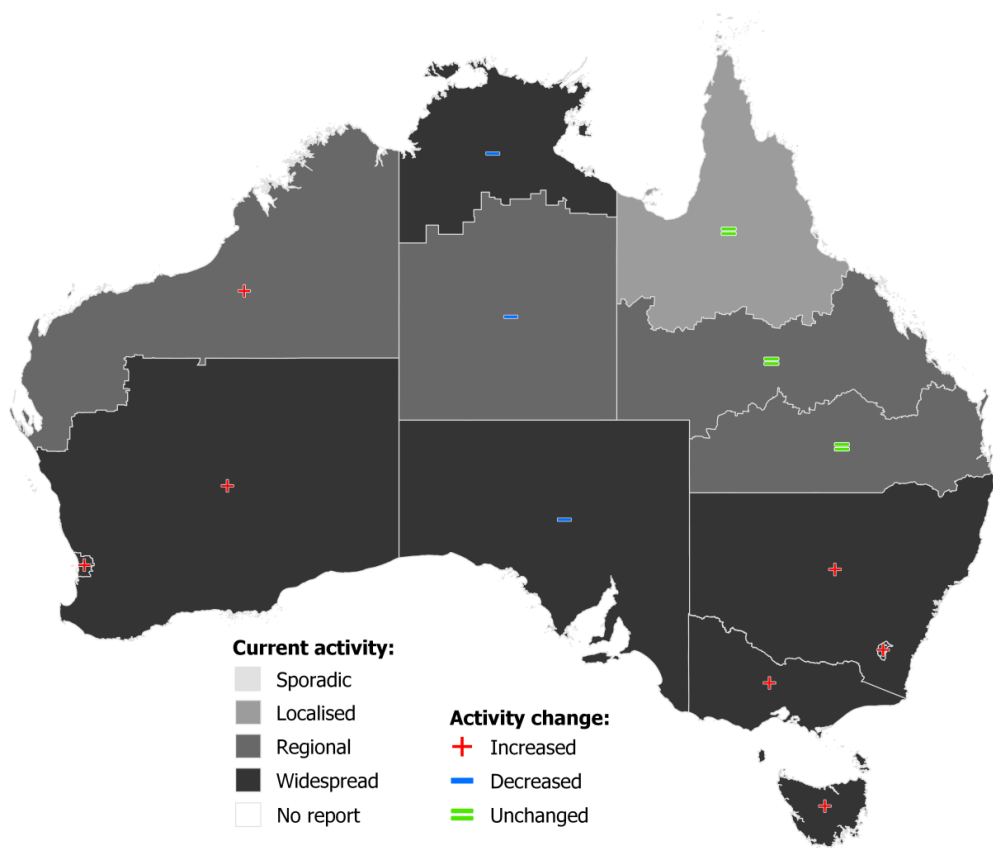 Current activity:
Sporadic
Localised
Regional
Widespread
No report
Activity change:
Increased
Decreased
Unchanged